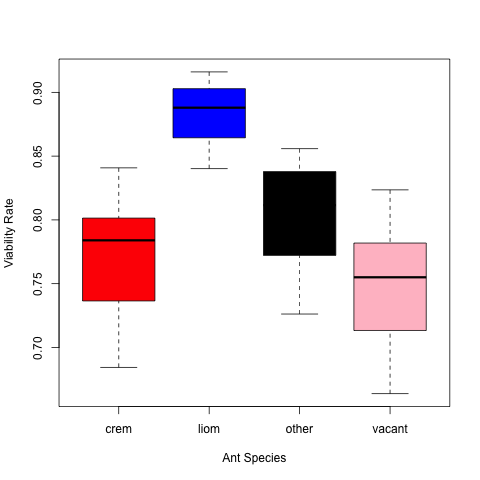 0.90
0.85
0.80
0.75
0.70
Viability Rate
crem liom other vacant
Ant Species